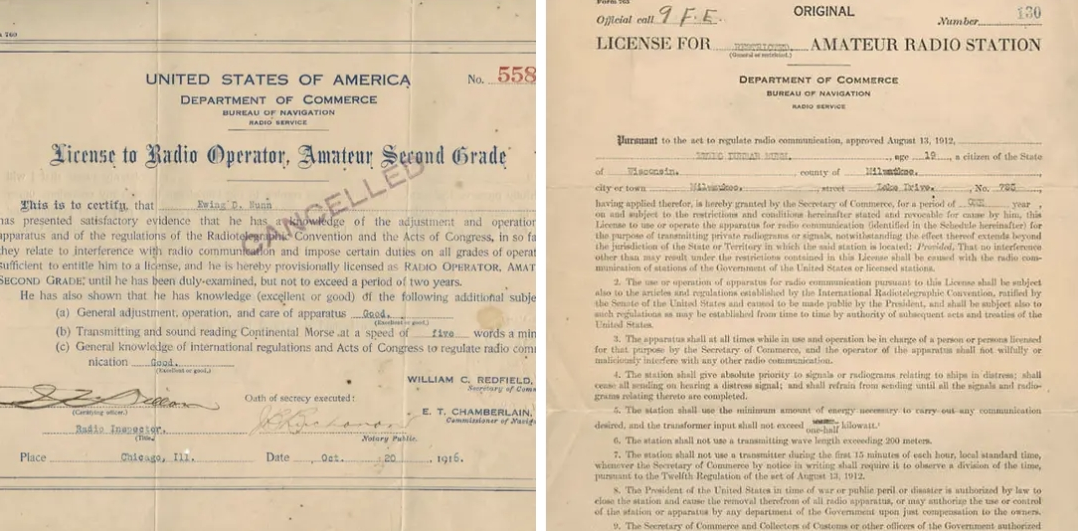 A 760
UNITED STATES OF AMERICA
No. 558
DEPARTMENT OF COMMERCE
BUREAU OF NAVIGATION
RADIO SERVICE
License to Radio Operator, Amateur Second Grade
CANCELLED
This is to certify, that Ewing D. Nunn
has presented satisfactory evidence that he has a knowledge of the adjustment and operation
apparatus and of the regulations of the Radiotelegraphic Convention and the Acts of Congress, in so fa
they relate to interference with radio communication and impose certain duties on all grades of operat
sufficient to entitle him to a license, and he is hereby provisionally licensed as RADIO OPERATOR, AMAT
SECOND GRADE until he has been duly examined, but not to exceed a period of two years.
He has also shown that he has knowledge (excellent or good) of the following additional subje
(a) General adjustment, operation, and care of apparatus Good.
(Excellent or good.)
(b) Transmitting and sound reading Continental Morse at a speed of five words a min
(c) General knowledge of international regulations and Acts of Congress to regulate radio com
nication Good.
(Excellent or good.)
WILLIAM C. REDFIELD,
Secretary of Com
Oath of secrecy executed:
(Certifying officer.)
E. T. CHAMBERLAIN,
Commissioner of Navig
Radio Inspector.
(Title.)
Notary Public.
Place Chicago, Ill. Date Oct. 20, 1916.
Form 765
Official call 9 F.E.
ORIGINAL
Number 130
LICENSE FOR RESTRICTED AMATEUR RADIO STATION
(General or restricted.)
DEPARTMENT OF COMMERCE
BUREAU OF NAVIGATION
RADIO SERVICE
Pursuant to the act to regulate radio communication, approved August 13, 1912,
, age 19, a citizen of the State
of Wisconsin, county of Milwaukee,
city or town Milwaukee, street Lake Drive, No. 725
having applied therefor, is hereby granted by the Secretary of Commerce, for a period of ONE year,
on and subject to the restrictions and conditions hereinafter stated and revocable for cause by him, this
License to use or operate the apparatus for radio communication (identified in the Schedule hereinafter) for
the purpose of transmitting private radiograms or signals, notwithstanding the effect thereof extends beyond
the jurisdiction of the State or Territory in which the said station is located; Provided, That no interference
other than may result under the restrictions contained in this License shall be caused with the radio com-
munication of stations of the Government of the United States or licensed stations.
2. The use or operation of apparatus for radio communication pursuant to this License shall be subject
also to the articles and regulations established by the International Radiotelegraphic Convention, ratified by
the Senate of the United States and caused to be made public by the President, and shall be subject also to
such regulations as may be established from time to time by authority of subsequent acts and treaties of the
United States.
3. The apparatus shall at all times while in use and operation be in charge of a person or persons licensed
for that purpose by the Secretary of Commerce, and the operator of the apparatus shall not wilfully or
maliciously interfere with any other radio communication.
4. The station shall give absolute priority to signals or radiograms relating to ships in distress; shall
cease all sending on hearing a distress signal; and shall refrain from sending until all the signals and radio-
grams relating thereto are completed.
5. The station shall use the minimum amount of energy necessary to carry out any communication
desired, and the transformer input shall not exceed one-half kilowatt.
6. The station shall not use a transmitting wave length exceeding 200 meters.
7. The station shall not use a transmitter during the first 15 minutes of each hour, local standard time,
whenever the Secretary of Commerce by notice in writing shall require it to observe a division of the time,
pursuant to the Twelfth Regulation of the act of August 13, 1912.
8. The President of the United States in time of war or public peril or disaster is authorized by law to
close the station and cause the removal therefrom of all radio apparatus, or may authorize the use or control
of the station or apparatus by any department of the Government upon just compensation to the owners.
9. The Secretary of Commerce and Collectors of Customs or other officers of the Government authorized